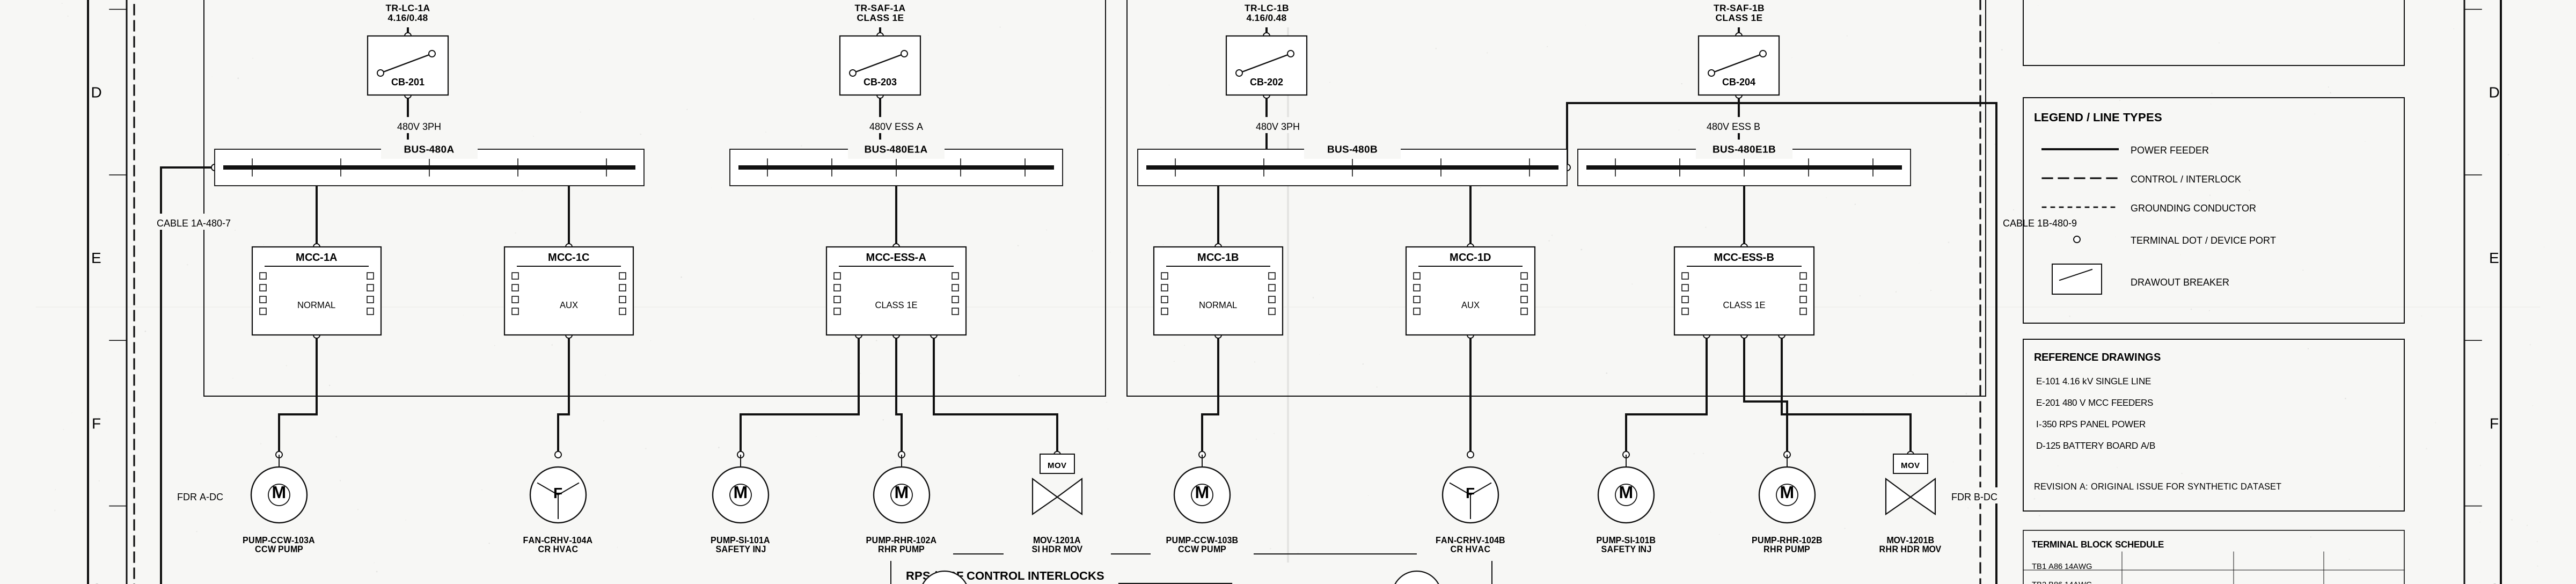 TR-LC-1A
4.16/0.48
TR-SAF-1A
CLASS 1E
TR-LC-1B
4.16/0.48
TR-SAF-1B
CLASS 1E
CB-201
CB-203
CB-202
CB-204
D
D
480V 3PH
480V ESS A
480V 3PH
480V ESS B
BUS-480A
BUS-480E1A
BUS-480B
BUS-480E1B
CABLE 1A-480-7
CABLE 1B-480-9
E
E
MCC-1A
NORMAL
MCC-1C
AUX
MCC-ESS-A
CLASS 1E
MCC-1B
NORMAL
MCC-1D
AUX
MCC-ESS-B
CLASS 1E
F
F
MOV
MOV
FDR A-DC
M
F
M
M
M
F
M
M
FDR B-DC
PUMP-CCW-103A
CCW PUMP
FAN-CRHV-104A
CR HVAC
PUMP-SI-101A
SAFETY INJ
PUMP-RHR-102A
RHR PUMP
MOV-1201A
SI HDR MOV
PUMP-CCW-103B
CCW PUMP
FAN-CRHV-104B
CR HVAC
PUMP-SI-101B
SAFETY INJ
PUMP-RHR-102B
RHR PUMP
MOV-1201B
RHR HDR MOV
RPS CONTROL INTERLOCKS
LEGEND / LINE TYPES
POWER FEEDER
CONTROL / INTERLOCK
GROUNDING CONDUCTOR
TERMINAL DOT / DEVICE PORT
DRAWOUT BREAKER
REFERENCE DRAWINGS
E-101 4.16 kV SINGLE LINE
E-201 480 V MCC FEEDERS
I-350 RPS PANEL POWER
D-125 BATTERY BOARD A/B
REVISION A: ORIGINAL ISSUE FOR SYNTHETIC DATASET
TERMINAL BLOCK SCHEDULE
TB1 A86 14AWG